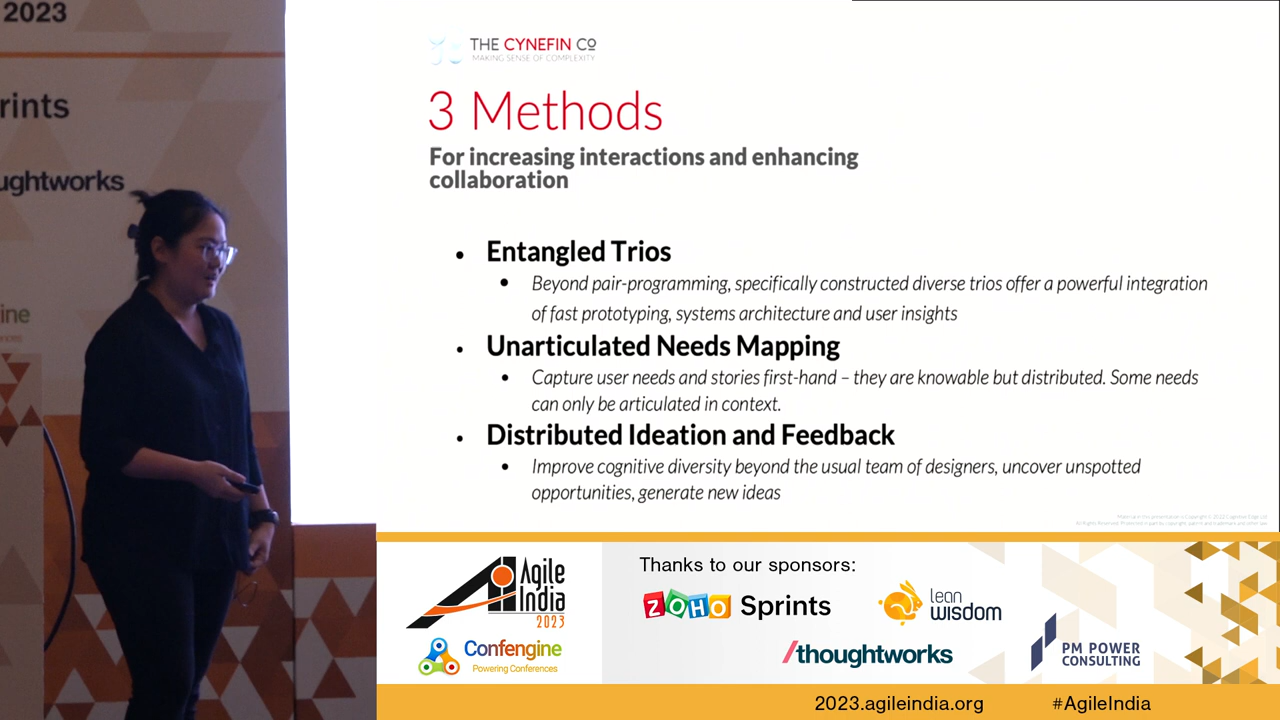 2023
rints
ughtworks
ine
THE CYNEFIN CO
MAKING SENSE OF COMPLEXITY
3 Methods
For increasing interactions and enhancing
collaboration
• Entangled Trios
• Beyond pair-programming, specifically constructed diverse trios offer a powerful integration
of fast prototyping, systems architecture and user insights
• Unarticulated Needs Mapping
• Capture user needs and stories first-hand – they are knowable but distributed. Some needs
can only be articulated in context.
• Distributed Ideation and Feedback
• Improve cognitive diversity beyond the usual team of designers, uncover unspotted
opportunities, generate new ideas
Agile
India
2023
Confengine
Powering Conferences
Thanks to our sponsors:
ZOHO Sprints
lean
wisdom
/thoughtworks
PM POWER
CONSULTING
2023.agileindia.org
#AgileIndia